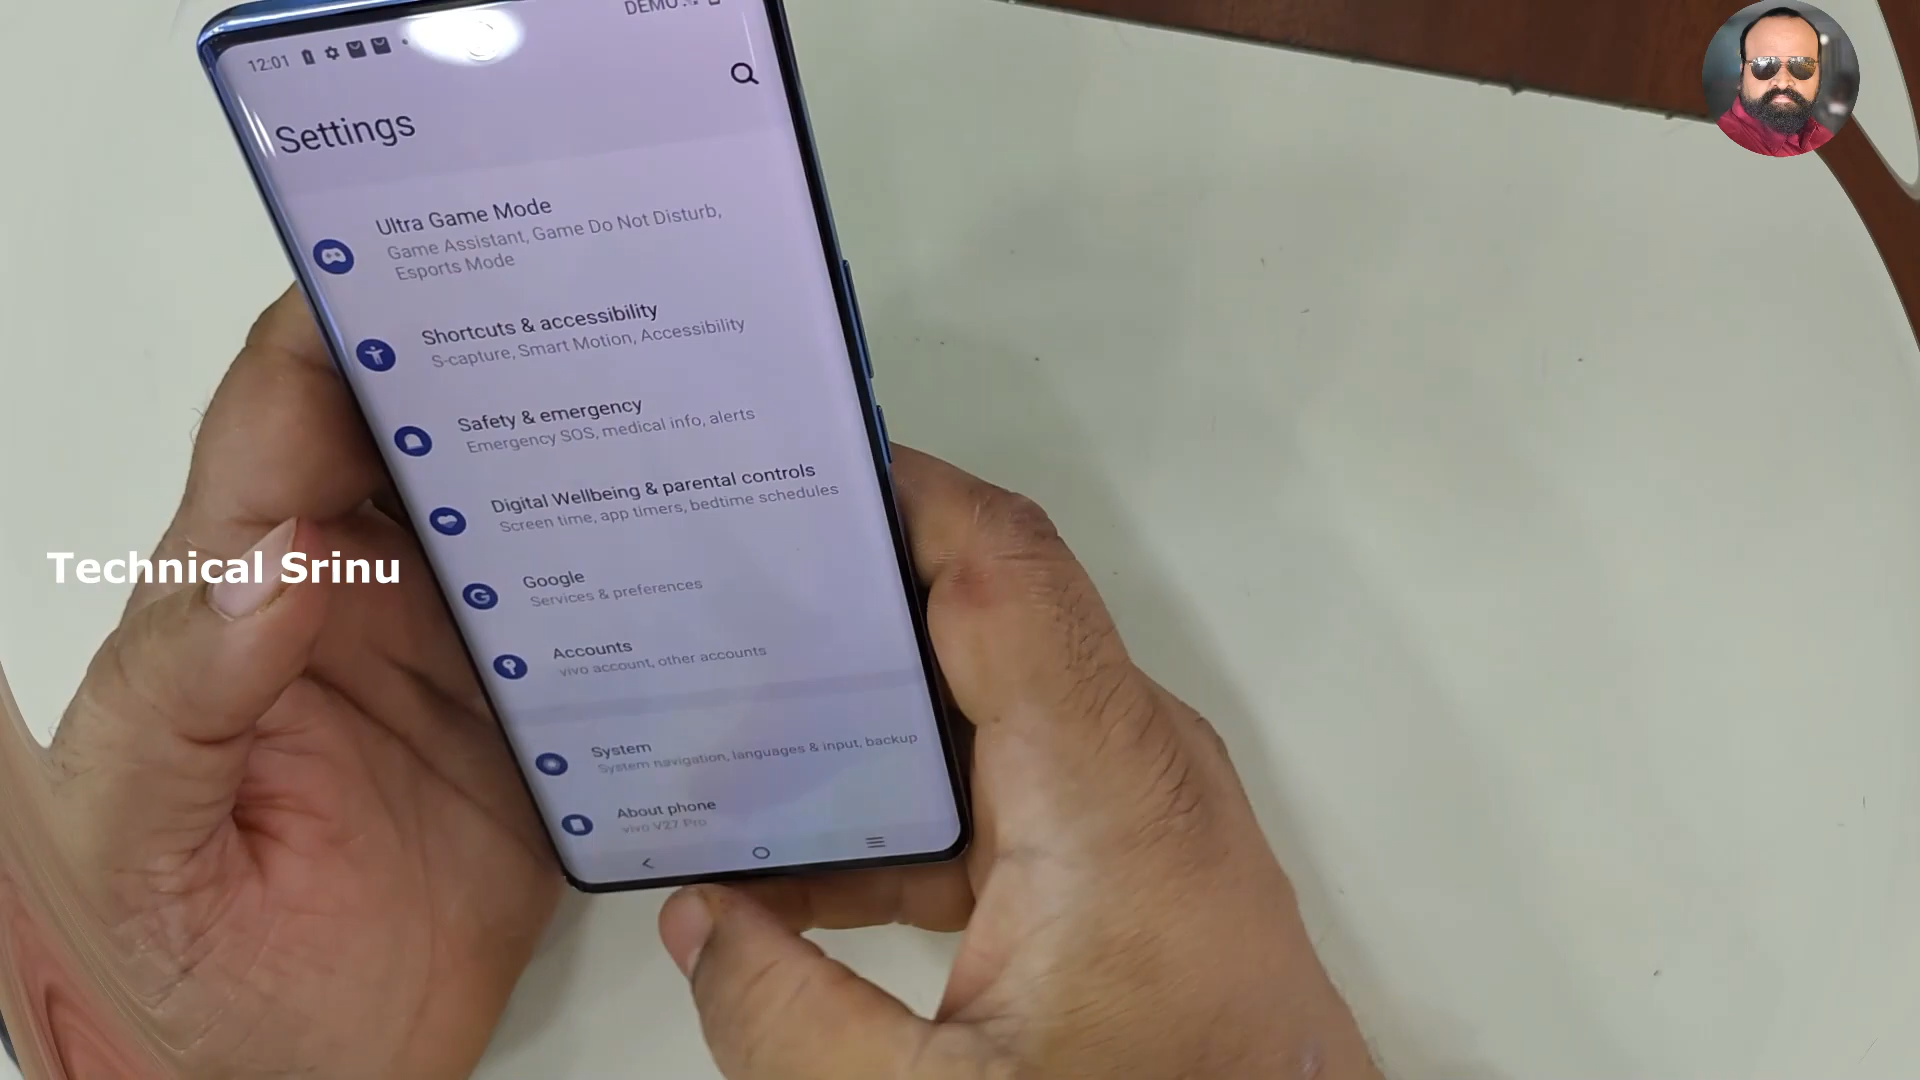 DEMO
12:01
Settings
Ultra Game Mode
Game Assistant, Game Do Not Disturb,
Esports Mode
Shortcuts & accessibility
S-capture, Smart Motion, Accessibility
Safety & emergency
Emergency SOS, medical info, alerts
Digital Wellbeing & parental controls
Screen time, app timers, bedtime schedules
Google
Services & preferences
Accounts
vivo account, other accounts
System
System navigation, languages & input, backup
About phone
vivo V27 Pro
Technical Srinu